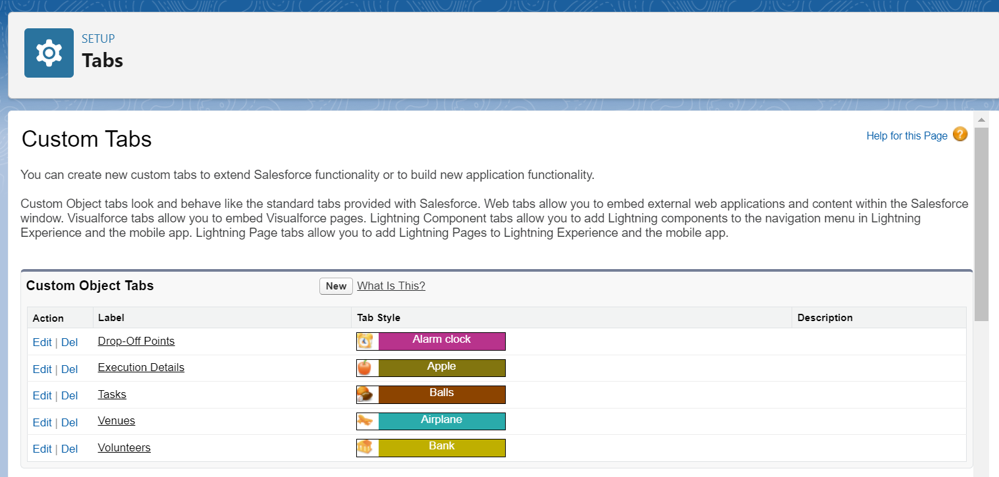 SETUP
Tabs
Custom Tabs
Help for this Page ?
You can create new custom tabs to extend Salesforce functionality or to build new application functionality.
Custom Object tabs look and behave like the standard tabs provided with Salesforce. Web tabs allow you to embed external web applications and content within the Salesforce
window. Visualforce tabs allow you to embed Visualforce pages. Lightning Component tabs allow you to add Lightning components to the navigation menu in Lightning
Experience and the mobile app. Lightning Page tabs allow you to add Lightning Pages to Lightning Experience and the mobile app.
Custom Object Tabs New What Is This?
Action Label Tab Style Description
Edit | Del Drop-Off Points Alarm clock
Edit | Del Execution Details Apple
Edit | Del Tasks Balls
Edit | Del Venues Airplane
Edit | Del Volunteers Bank